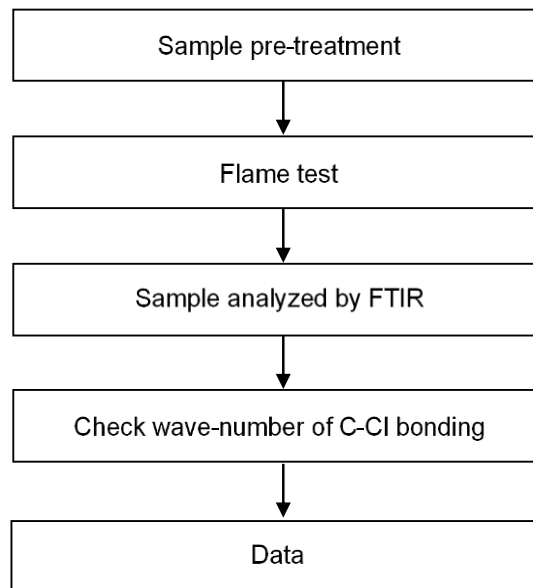 Sample pre-treatment
Flame test
Sample analyzed by FTIR
Check wave-number of C-Cl bonding
Data